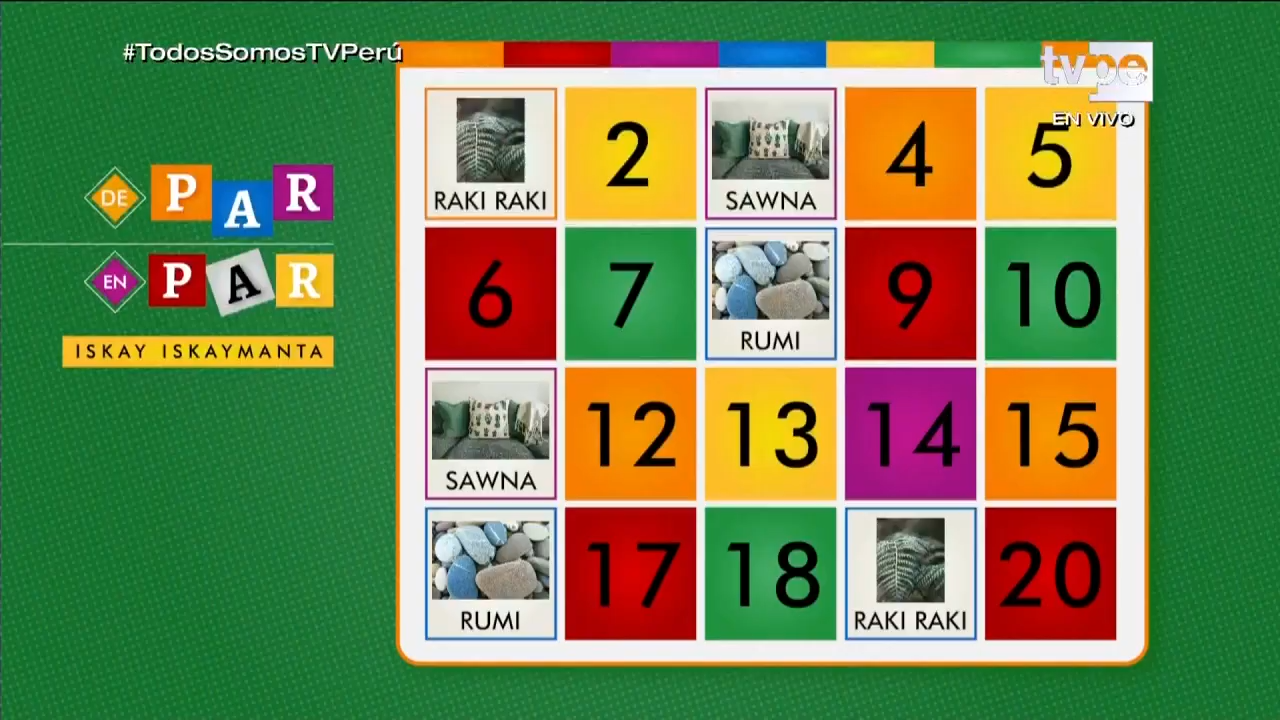 #TodosSomosTVPerú
tvpe
EN VIVO
DE PAR
EN PAR
ISKAY ISKAYMANTA
RAKI RAKI 2 SAWNA 4 5
6 7 RUMI 9 10
SAWNA 12 13 14 15
RUMI 17 18 RAKI RAKI 20